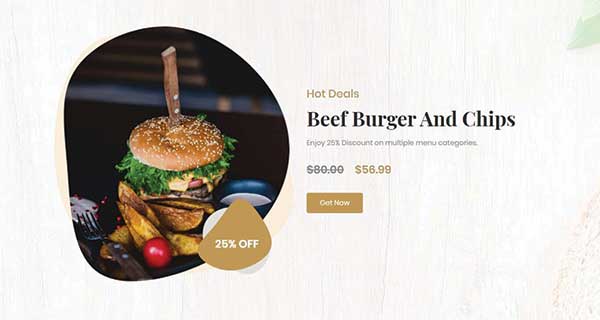 Hot Deals
Beef Burger And Chips
Enjoy 25% Discount on multiple menu categories.
$80.00 $56.99
Get Now
25% OFF